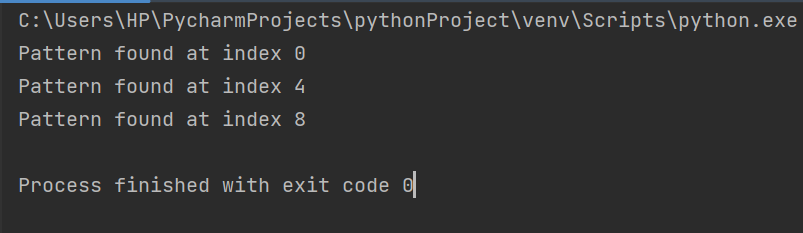 C:\Users\HP\PycharmProjects\pythonProject\venv\Scripts\python.exe
Pattern found at index 0
Pattern found at index 4
Pattern found at index 8
Process finished with exit code 0